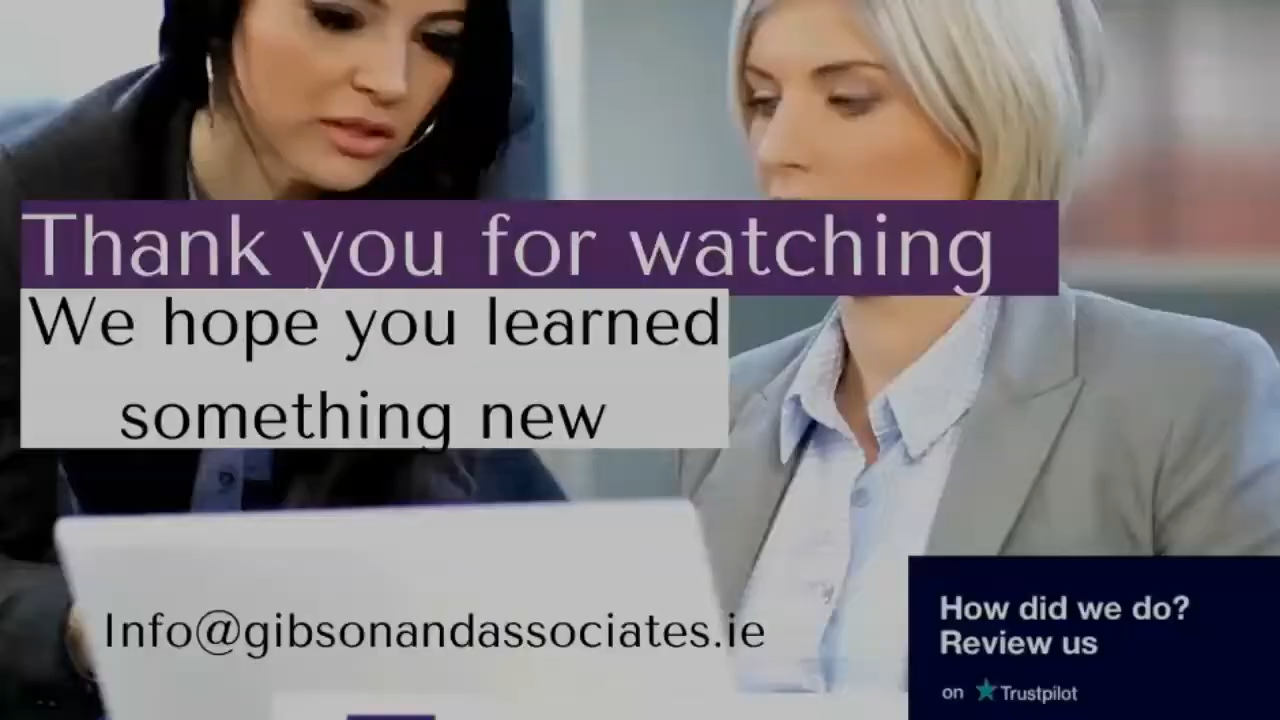 Thank you for watching
We hope you learned
something new
Info@gibsonandassociates.ie
How did we do?
Review us
on Trustpilot